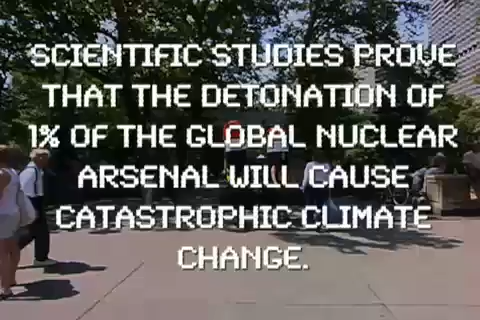 SCIENTIFIC STUDIES PROVE
THAT THE DETONATION OF
1% OF THE GLOBAL NUCLEAR
ARSENAL WILL CAUSE
CATASTROPHIC CLIMATE
CHANGE.